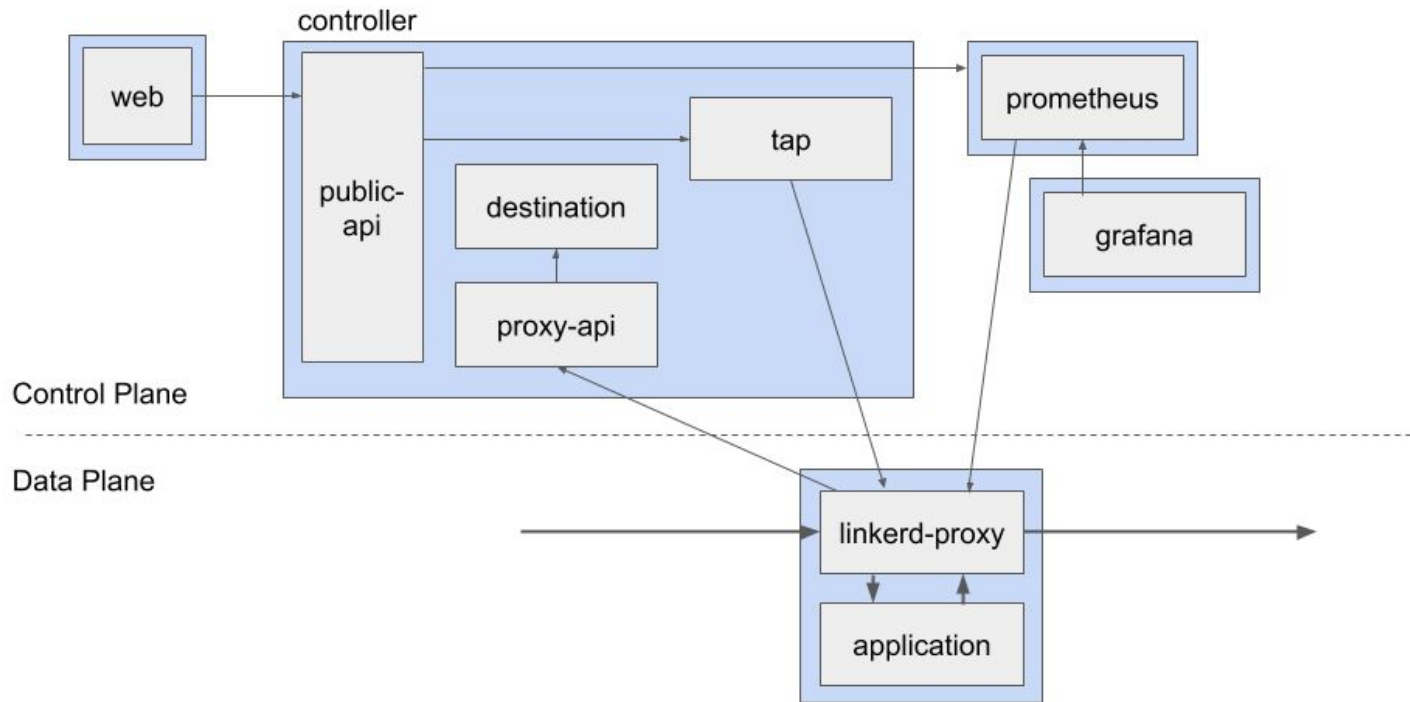 controller
web
public-
api
tap
prometheus
destination
grafana
proxy-api
Control Plane
Data Plane
linkerd-proxy
application